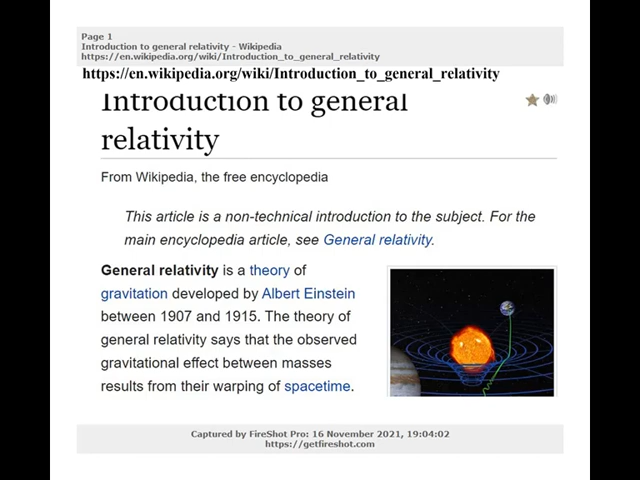 Page 1
Introduction to general relativity - Wikipedia
https://en.wikipedia.org/wiki/Introduction_to_general_relativity
https://en.wikipedia.org/wiki/Introduction_to_general_relativity
Introduction to general
relativity
From Wikipedia, the free encyclopedia
This article is a non-technical introduction to the subject. For the
main encyclopedia article, see General relativity.
General relativity is a theory of
gravitation developed by Albert Einstein
between 1907 and 1915. The theory of
general relativity says that the observed
gravitational effect between masses
results from their warping of spacetime.
Captured by FireShot Pro: 16 November 2021, 19:04:02
https://getfireshot.com